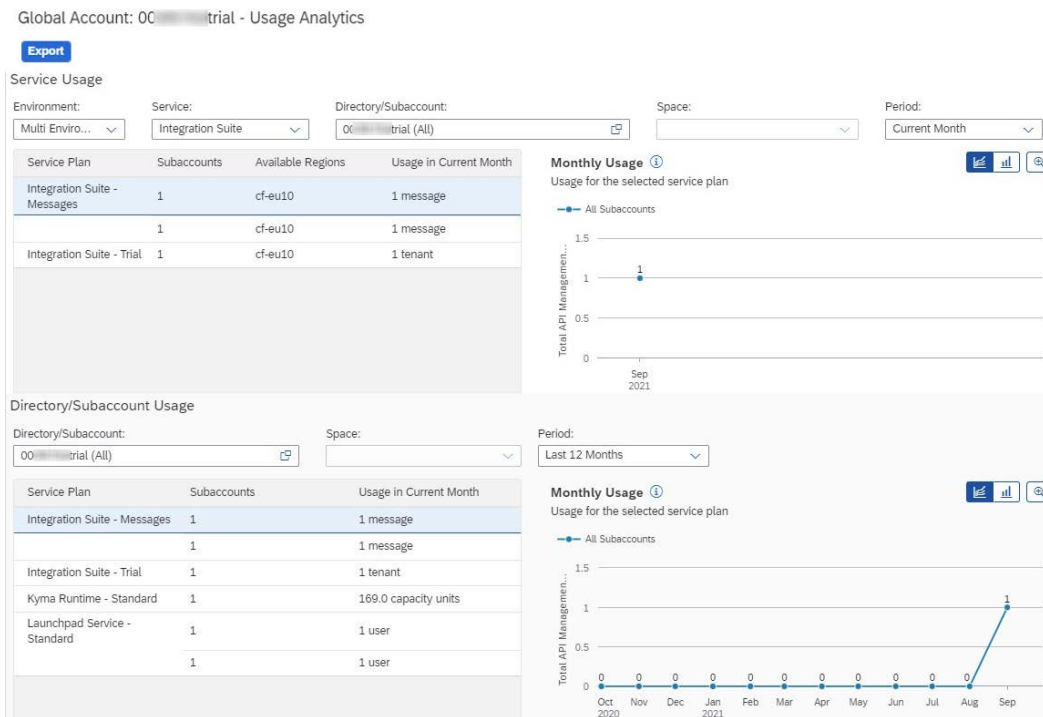 Global Account: 00 trial - Usage Analytics
Export
Service Usage
Environment:
Service:
Directory/Subaccount:
Space:
Period:
Multi Enviro...
Integration Suite
00 trial (All)
Current Month
Service Plan
Subaccounts
Available Regions
Usage in Current Month
Integration Suite -
Messages
1
cf-eu10
1 message
1
cf-eu10
1 message
Integration Suite - Trial
1
cf-eu10
1 tenant
Monthly Usage
Usage for the selected service plan
All Subaccounts
Total API Managemen...
1.5
1
0.5
0
1
Sep
2021
Directory/Subaccount Usage
Directory/Subaccount:
Space:
Period:
00 trial (All)
Last 12 Months
Service Plan
Subaccounts
Usage in Current Month
Integration Suite - Messages
1
1 message
1
1 message
Integration Suite - Trial
1
1 tenant
Kyma Runtime - Standard
1
169.0 capacity units
Launchpad Service -
Standard
1
1 user
1
1 user
Monthly Usage
Usage for the selected service plan
All Subaccounts
Total API Managemen...
1.5
1
0.5
0
0 0 0 0 0 0 0 0 0 0 0 1
Oct Nov Dec Jan Feb Mar Apr May Jun Jul Aug Sep
2020 2021